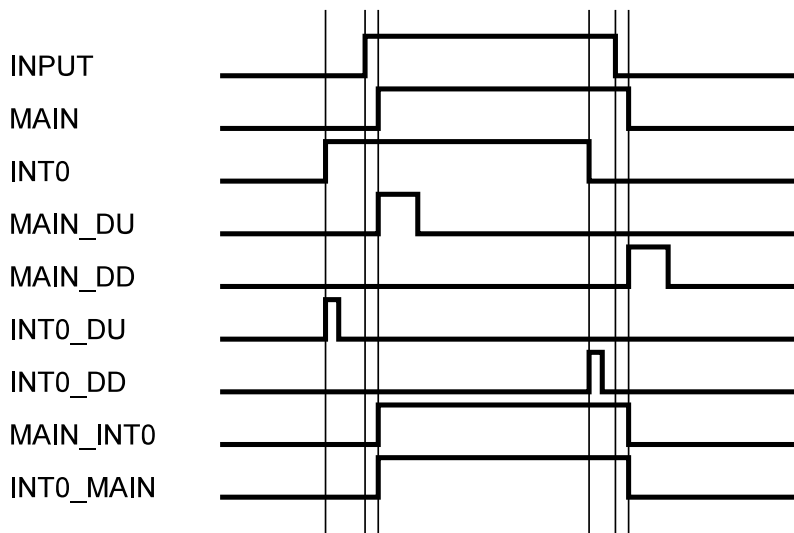 INPUT
MAIN
INT0
MAIN_DU
MAIN_DD
INT0_DU
INT0_DD
MAIN_INT0
INT0_MAIN